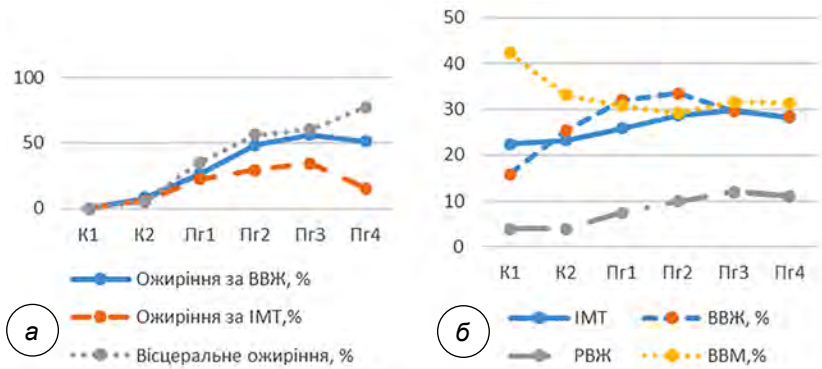 100
50
0
К1 К2 Пг1 Пг2 Пг3 Пг4
Ожиріння за ВВЖ, %
Ожиріння за ІМТ,%
Вісцеральне ожиріння, %
а
50
40
30
20
10
0
К1 К2 Пг1 Пг2 Пг3 Пг4
ІМТ ВВЖ, %
РВЖ ВВМ,%
б